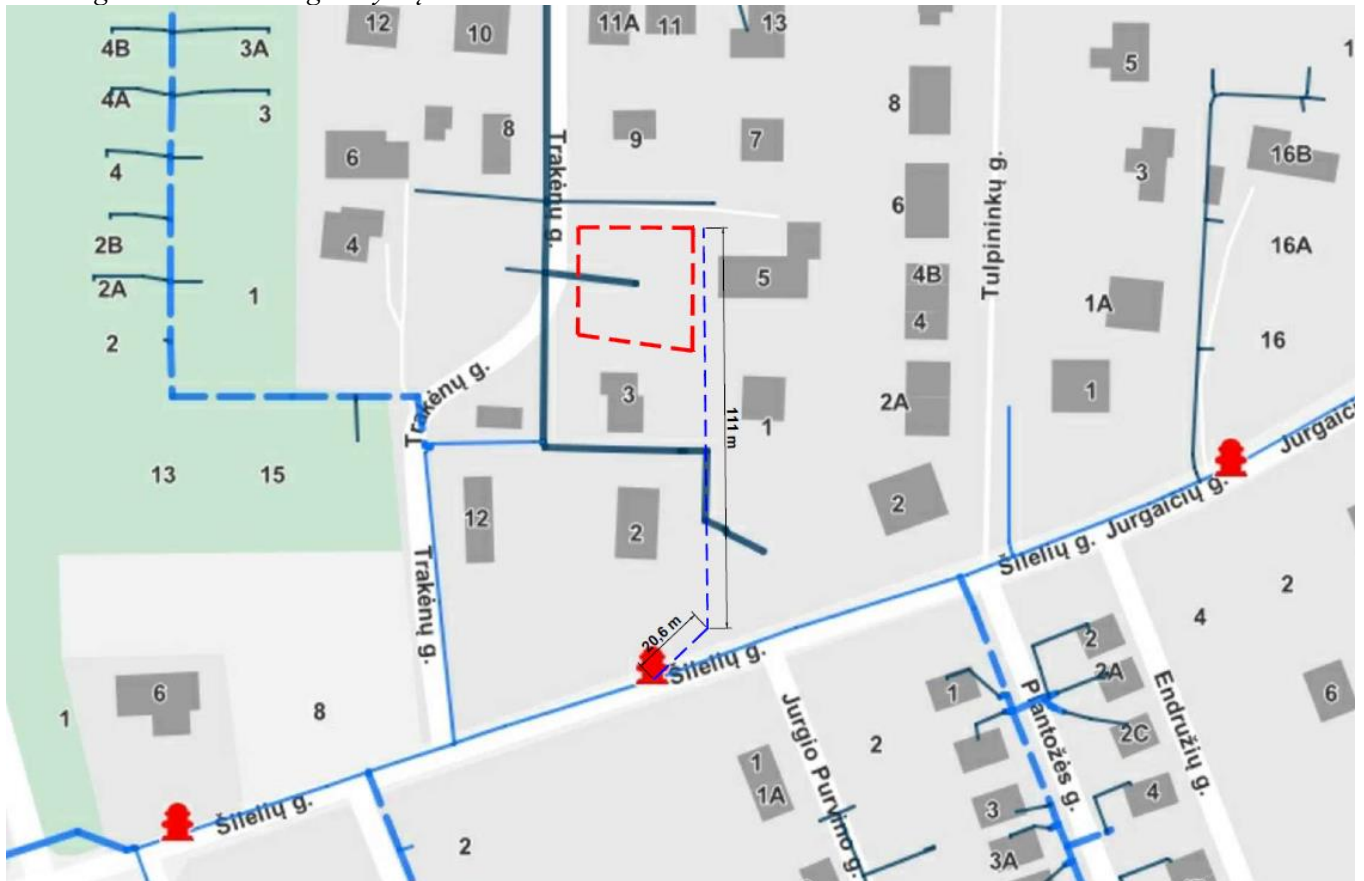 12
10
11A
11
13
4B
3A
5
1
4A
3
8
8
9
7
Trakėnų g.
4
6
6
3
16B
Tulpininkų g.
2B
4
16A
2A
5
4B
1
1A
2
4
16
Trakėnų g.
3
1
2A
1
111 m
13
15
Jurgaičių g.
12
2
2
Trakėnų g.
Šilelių g.
2
4
20,6 m
Šilelių g.
2
6
1
8
1
2A
6
Pantožės g.
Endružių g.
Jurgio Purvino g.
2
2C
1
1A
3
4
Šilelių g.
2
3A